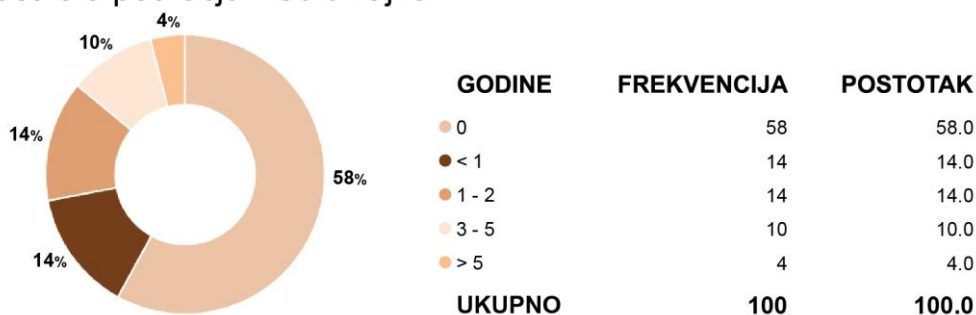 4%
10%
14%
14%
58%
GODINE FREKVENCIJA POSTOTAK
0 58 58.0
< 1 14 14.0
1 - 2 14 14.0
3 - 5 10 10.0
> 5 4 4.0
UKUPNO 100 100.0